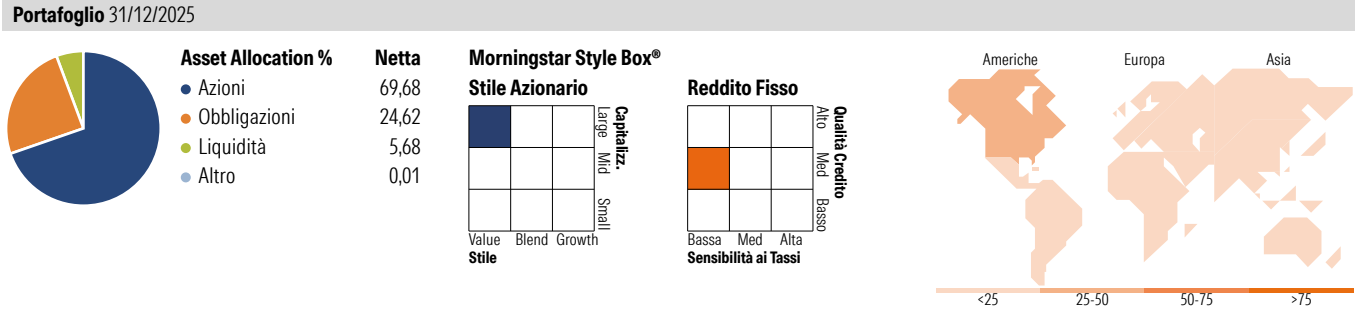 Portafoglio 31/12/2025
Asset Allocation % Netta
Azioni 69,68
Obbligazioni 24,62
Liquidità 5,68
Altro 0,01
Morningstar Style Box®
Stile Azionario
Large Mid Small
Capitalizz.
Value Blend Growth
Stile
Reddito Fisso
Alto Med Basso
Qualità Credito
Bassa Med Alta
Sensibilità ai Tassi
Americhe Europa Asia
<25 25-50 50-75 >75